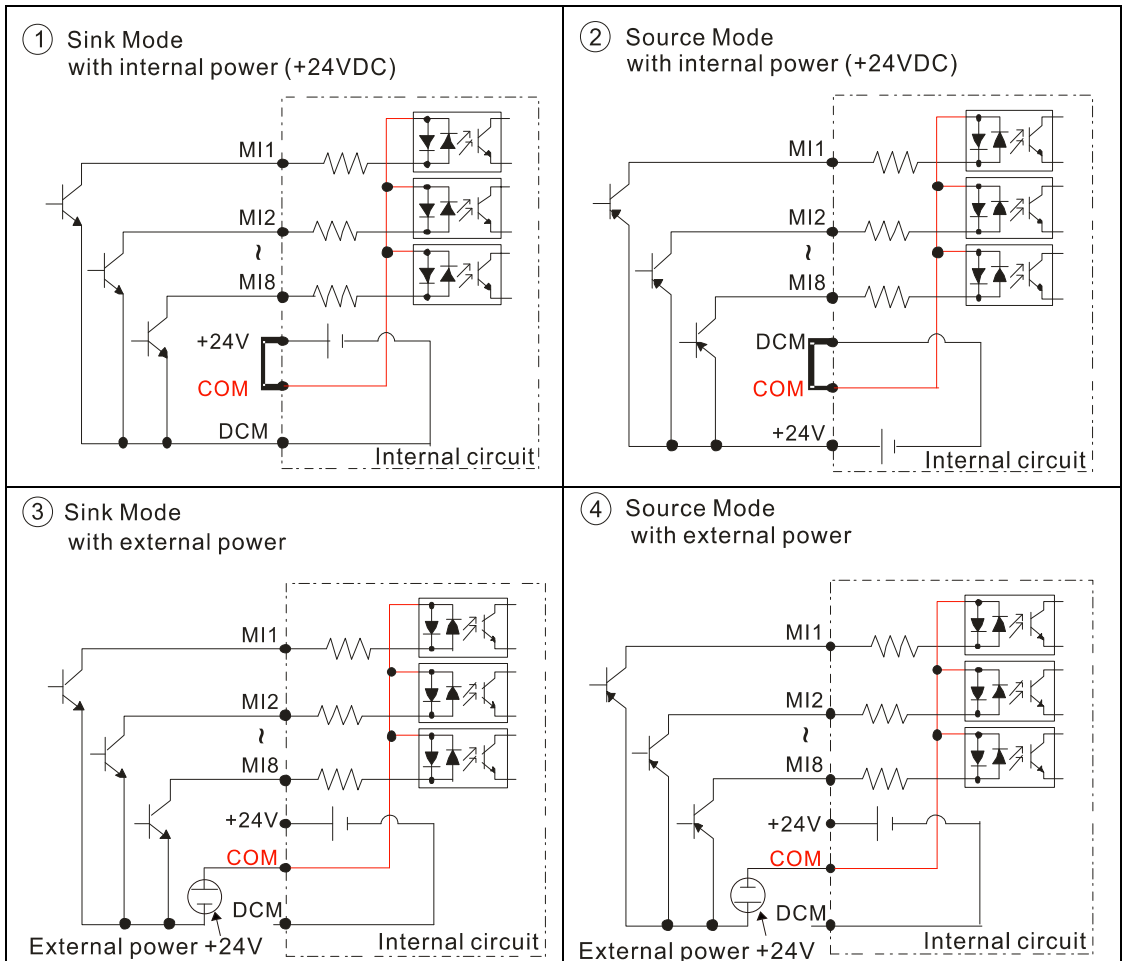 ① Sink Mode
with internal power (+24VDC)
MI1
MI2
~
MI8
+24V
COM
DCM
Internal circuit
② Source Mode
with internal power (+24VDC)
MI1
MI2
~
MI8
DCM
COM
+24V
Internal circuit
③ Sink Mode
with external power
MI1
MI2
~
MI8
+24V
COM
DCM
External power +24V
Internal circuit
④ Source Mode
with external power
MI1
MI2
~
MI8
+24V
COM
DCM
External power +24V
Internal circuit